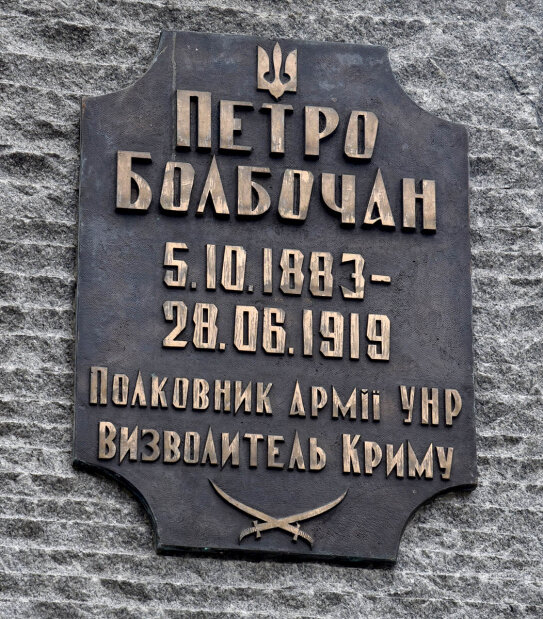 Петро
Болбочан
5.10.1883-
28.06.1919
Полковник Армії УНР
визволитель Криму